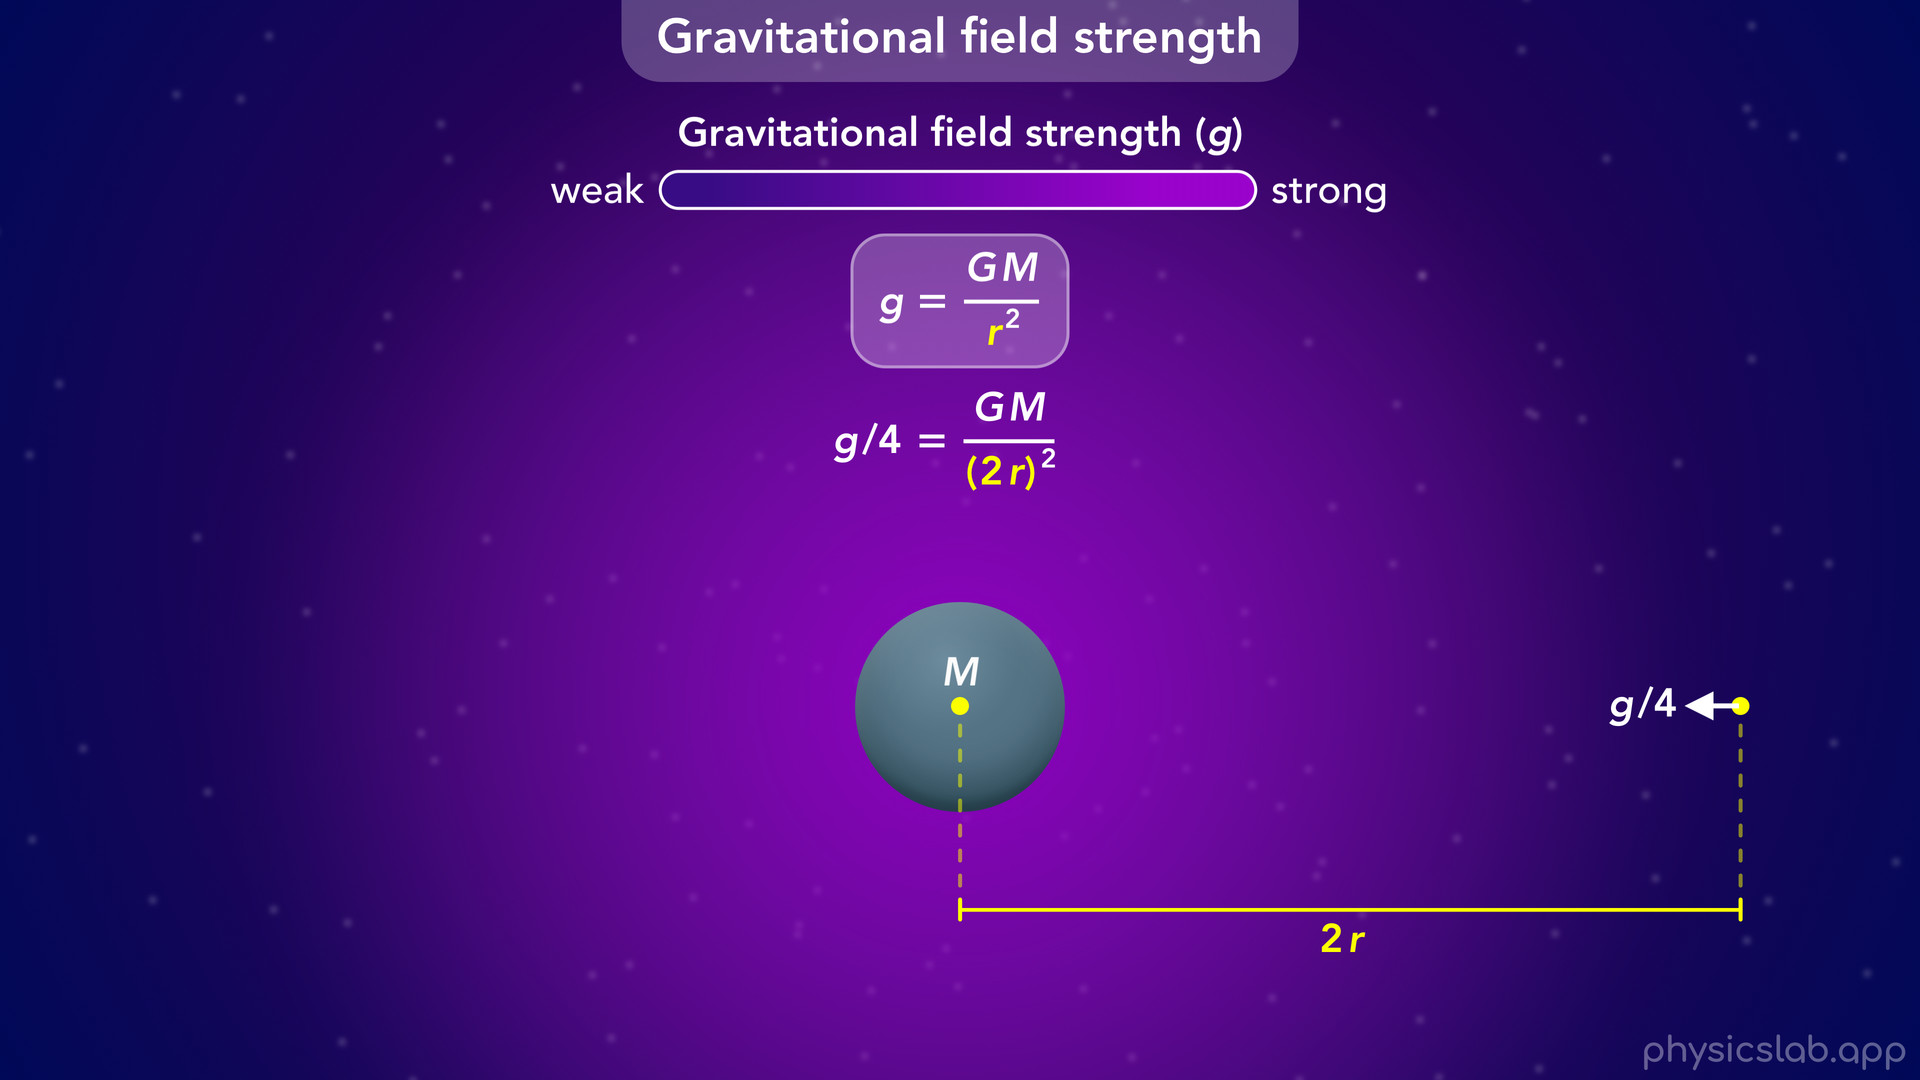 Gravitational field strength
Gravitational field strength (g)
weak strong
g = GM / r²
g/4 = GM / (2r)²
M
g/4
2r
physicslab.app